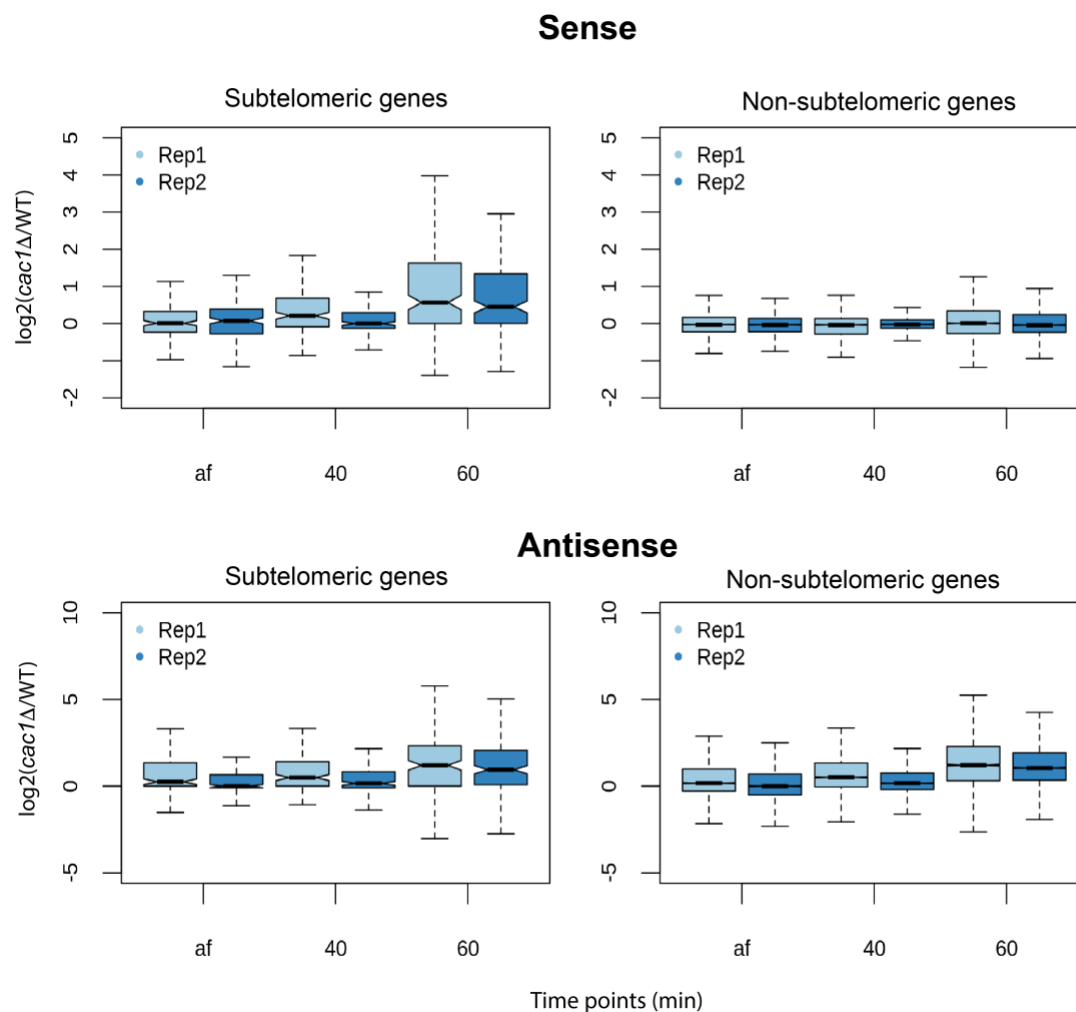 Sense
Subtelomeric genes
Non-subtelomeric genes
log2(cac1Δ/WT)
5
4
3
2
1
0
-2
Rep1
Rep2
af
40
60
5
4
3
2
1
0
-2
Rep1
Rep2
af
40
60
Antisense
Subtelomeric genes
Non-subtelomeric genes
log2(cac1Δ/WT)
10
5
0
-5
Rep1
Rep2
af
40
60
10
5
0
-5
Rep1
Rep2
af
40
60
Time points (min)